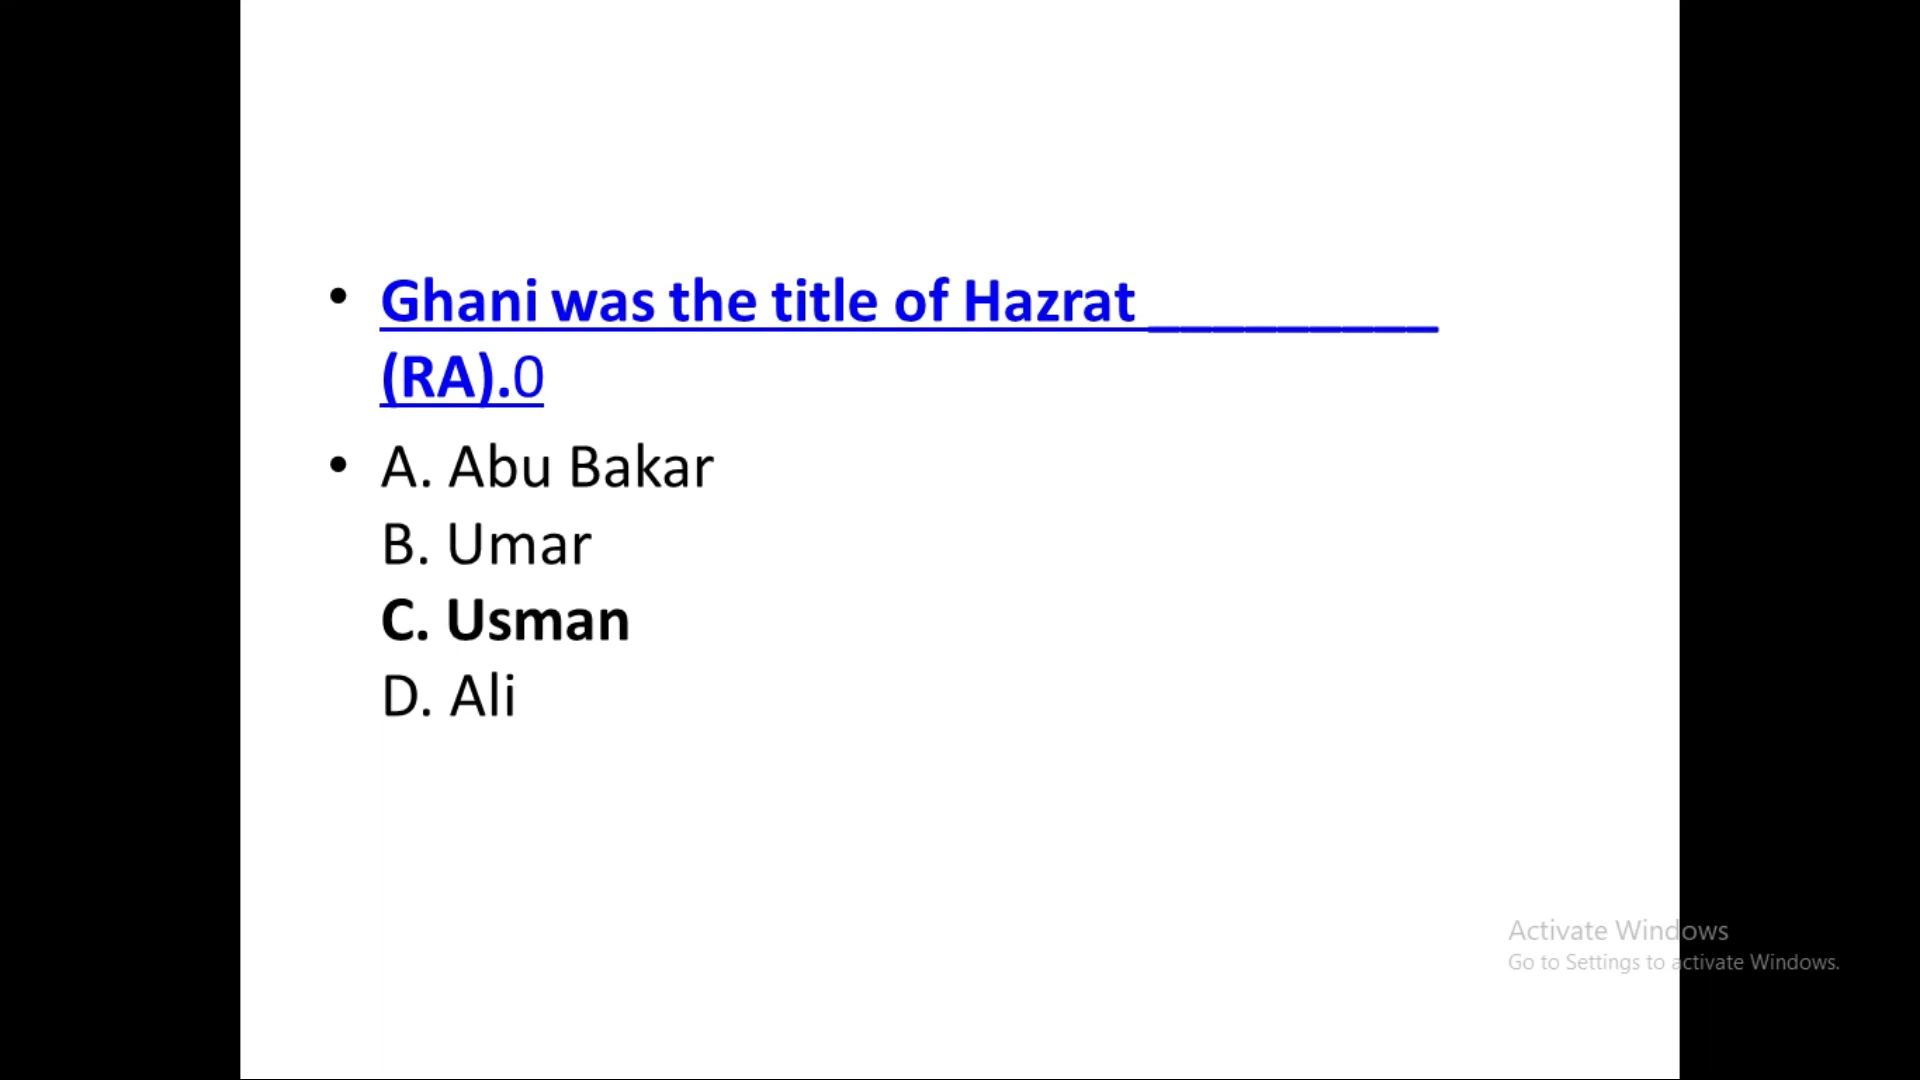 • Ghani was the title of Hazrat _________
(RA).0
• A. Abu Bakar
B. Umar
C. Usman
D. Ali
Activate Windows
Go to Settings to activate Windows.